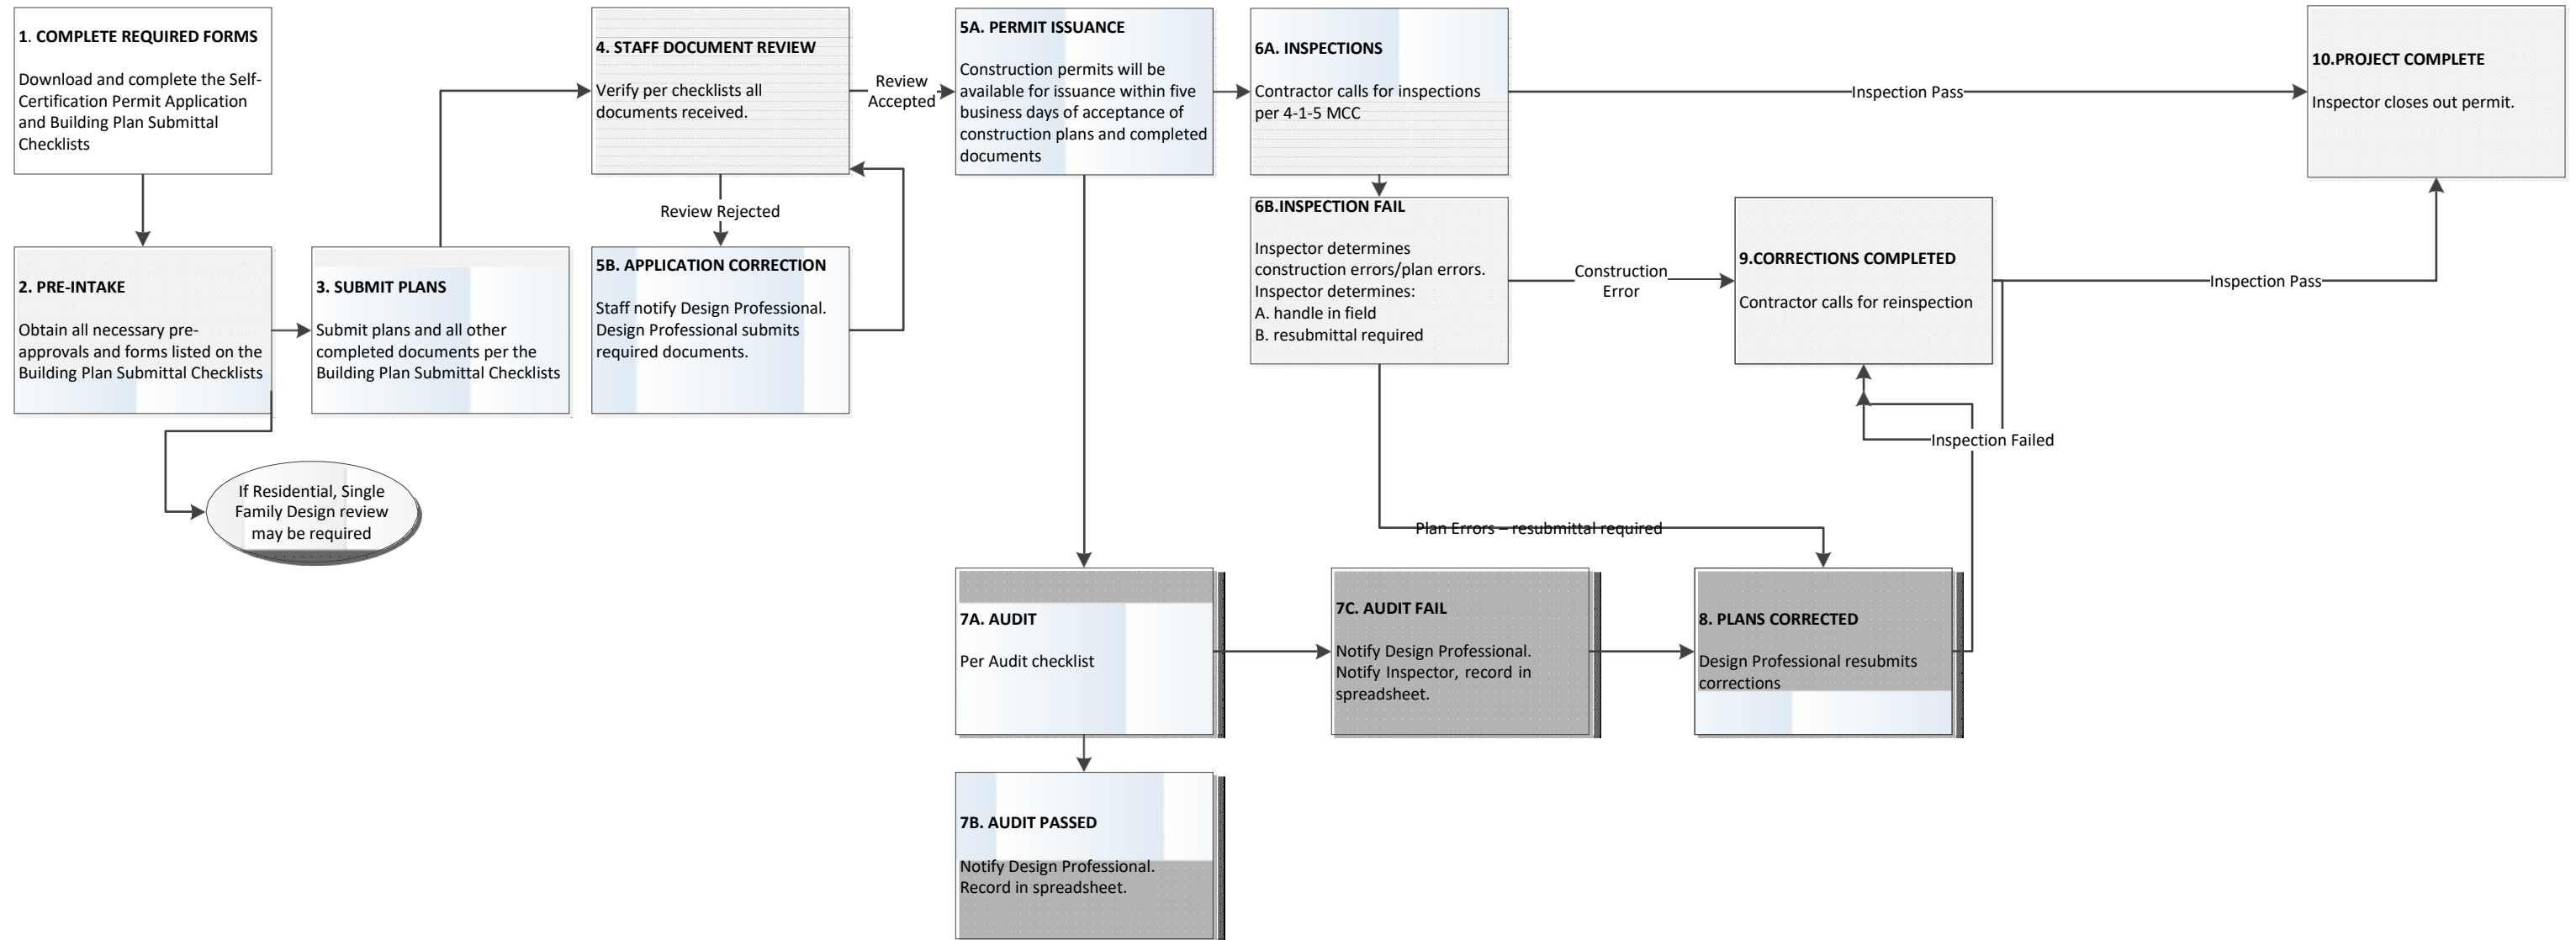 1. COMPLETE REQUIRED FORMS
Download and complete the Self-
Certification Permit Application
and Building Plan Submittal
Checklists
2. PRE-INTAKE
Obtain all necessary pre-
approvals and forms listed on the
Building Plan Submittal Checklists
If Residential, Single
Family Design review
may be required
3. SUBMIT PLANS
Submit plans and all other
completed documents per the
Building Plan Submittal Checklists
4. STAFF DOCUMENT REVIEW
Verify per checklists all
documents received.
Review
Accepted
Review Rejected
5B. APPLICATION CORRECTION
Staff notify Design Professional.
Design Professional submits
required documents.
5A. PERMIT ISSUANCE
Construction permits will be
available for issuance within five
business days of acceptance of
construction plans and completed
documents
6A. INSPECTIONS
Contractor calls for inspections
per 4-1-5 MCC
Inspection Pass
10.PROJECT COMPLETE
Inspector closes out permit.
6B.INSPECTION FAIL
Inspector determines
construction errors/plan errors.
Inspector determines:
A. handle in field
B. resubmittal required
Construction
Error
9.CORRECTIONS COMPLETED
Contractor calls for reinspection
Inspection Pass
Inspection Failed
Plan Errors – resubmittal required
7A. AUDIT
Per Audit checklist
7C. AUDIT FAIL
Notify Design Professional.
Notify Inspector, record in
spreadsheet.
8. PLANS CORRECTED
Design Professional resubmits
corrections
7B. AUDIT PASSED
Notify Design Professional.
Record in spreadsheet.